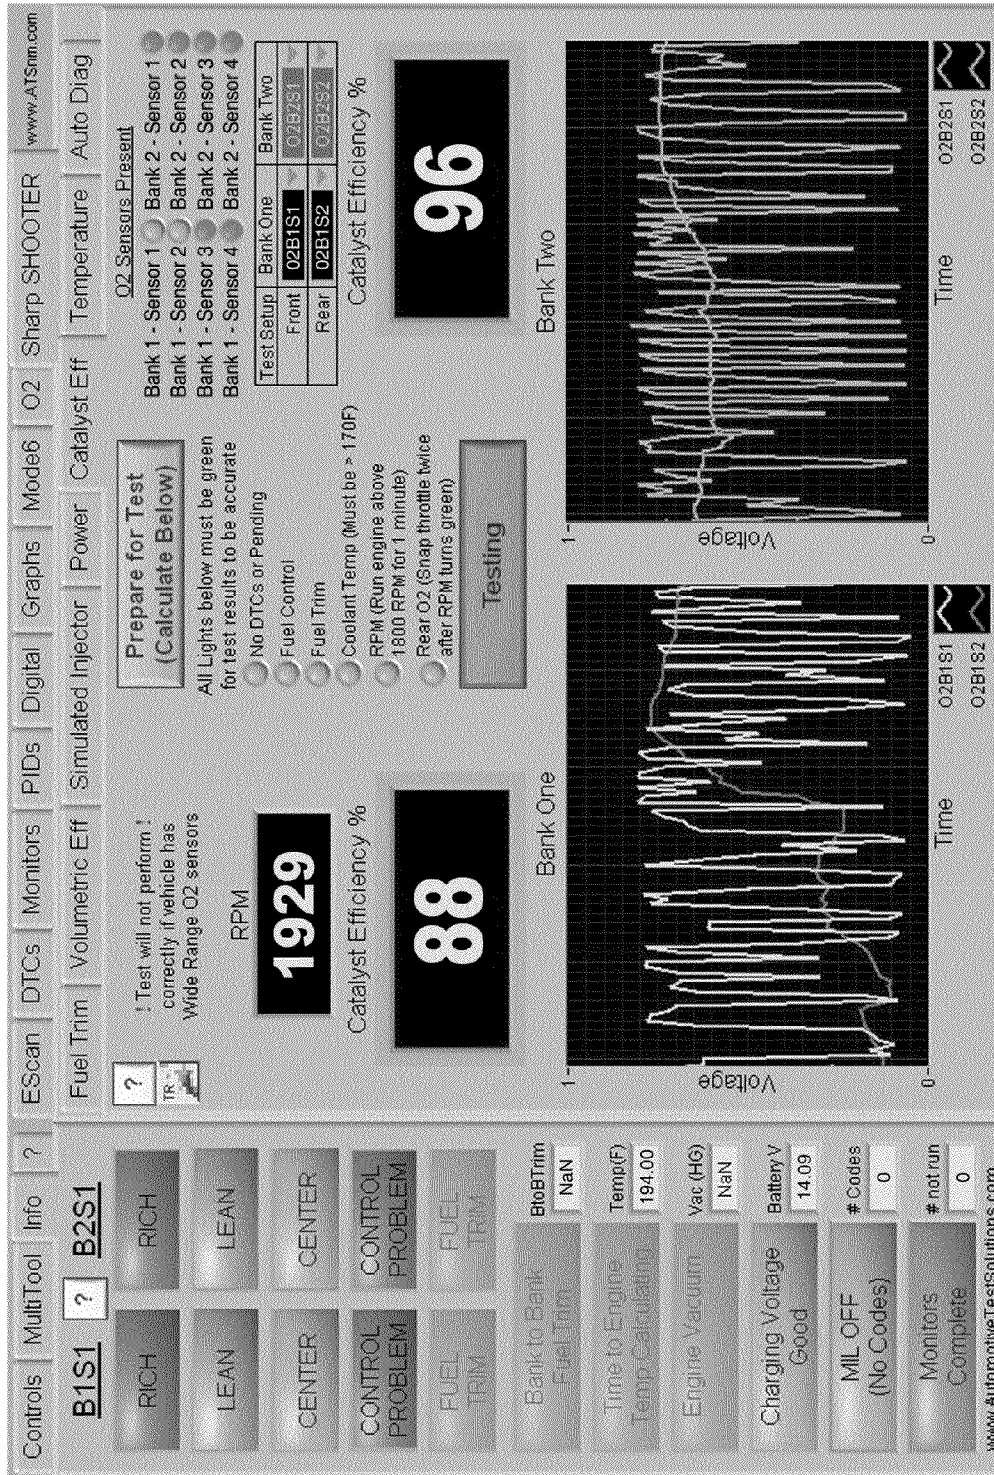 Controls MultiTool Info ? EScan DTCs Monitors PIDs Digital Graphs Mode6 O2 Sharp SHOOTER www.ATSnm.com
Fuel Trim Volumetric Eff Simulated Injector Power Catalyst Eff Temperature Auto Diag
B1S1 ? B2S1
RICH RICH
LEAN LEAN
CENTER CENTER
CONTROL PROBLEM CONTROL PROBLEM
FUEL TRIM FUEL TRIM
Bank to Bank
Fuel Trim
BtoBTrim
NaN
Time to Engine
Temp Calculating
Temp(F)
194.00
Engine Vacuum
Vac (HG)
NaN
Charging Voltage
Good
Battery V
14.09
MIL OFF
(No Codes)
# Codes
0
Monitors
Complete
# not run
0
www.AutomotiveTestSolutions.com
?
TR
! Test will not perform !
correctly if vehicle has
Wide Range O2 sensors
RPM
1929
Catalyst Efficiency %
88
Prepare for Test
(Calculate Below)
All Lights below must be green
for test results to be accurate
No DTCs or Pending
Fuel Control
Fuel Trim
Coolant Temp (Must be > 170F)
RPM (Run engine above
1800 RPM for 1 minute)
Rear O2 (Snap throttle twice
after RPM turns green)
Testing
O2 Sensors Present
Bank 1 - Sensor 1 Bank 2 - Sensor 1
Bank 1 - Sensor 2 Bank 2 - Sensor 2
Bank 1 - Sensor 3 Bank 2 - Sensor 3
Bank 1 - Sensor 4 Bank 2 - Sensor 4
Test Setup Bank One Bank Two
Front O2B1S1 O2B2S1
Rear O2B1S2 O2B2S2
Catalyst Efficiency %
96
Bank One
1
Voltage
0
Time
O2B1S1
O2B1S2
Bank Two
1
Voltage
0
Time
O2B2S1
O2B2S2